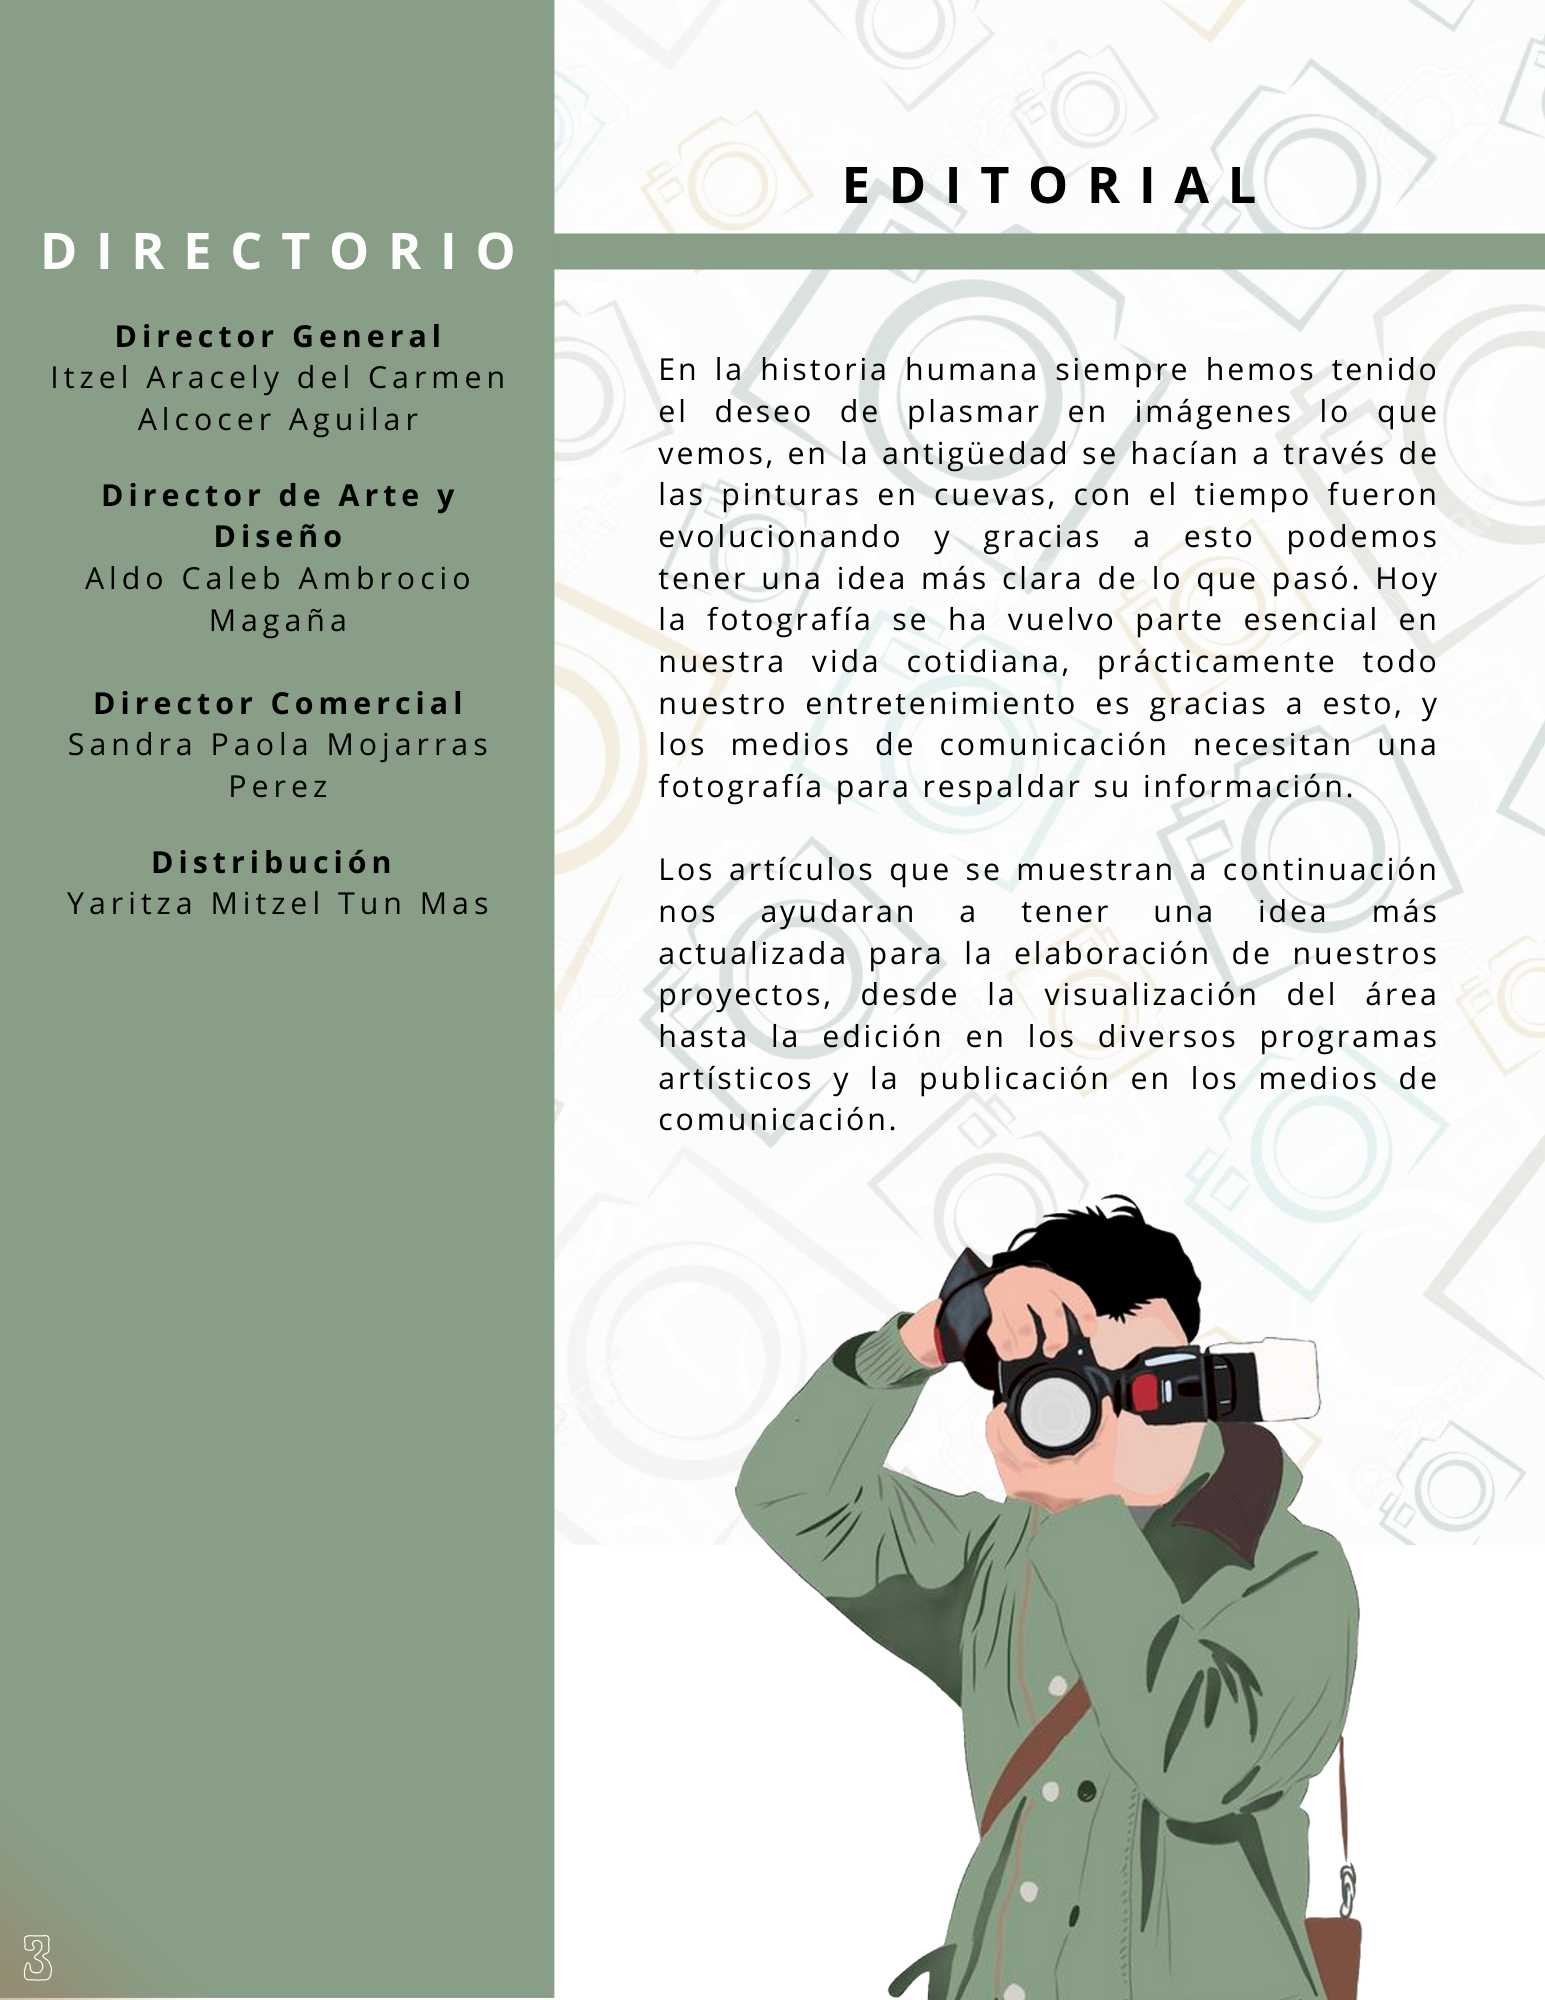 DIRECTORIO
Director General
Itzel Aracely del Carmen
Alcocer Aguilar
Director de Arte y
Diseño
Aldo Caleb Ambrocio
Magaña
Director Comercial
Sandra Paola Mojarras
Perez
Distribución
Yaritza Mitzel Tun Mas
3
EDITORIAL
En la historia humana siempre hemos tenido
el deseo de plasmar en imágenes lo que
vemos, en la antigüedad se hacían a través de
las pinturas en cuevas, con el tiempo fueron
evolucionando y gracias a esto podemos
tener una idea más clara de lo que pasó. Hoy
la fotografía se ha vuelvo parte esencial en
nuestra vida cotidiana, prácticamente todo
nuestro entretenimiento es gracias a esto, y
los medios de comunicación necesitan una
fotografía para respaldar su información.
Los artículos que se muestran a continuación
nos ayudaran a tener una idea más
actualizada para la elaboración de nuestros
proyectos, desde la visualización del área
hasta la edición en los diversos programas
artísticos y la publicación en los medios de
comunicación.